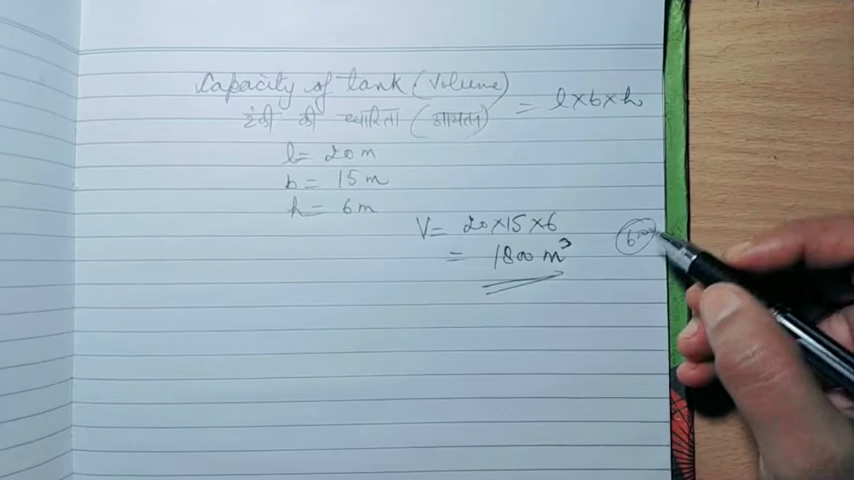 Capacity of tank (Volume)
टंकी की धारिता (आयतन) = l×b×h
l = 20 m
b = 15 m
h = 6 m
V = 20×15×6
= 1800 m³